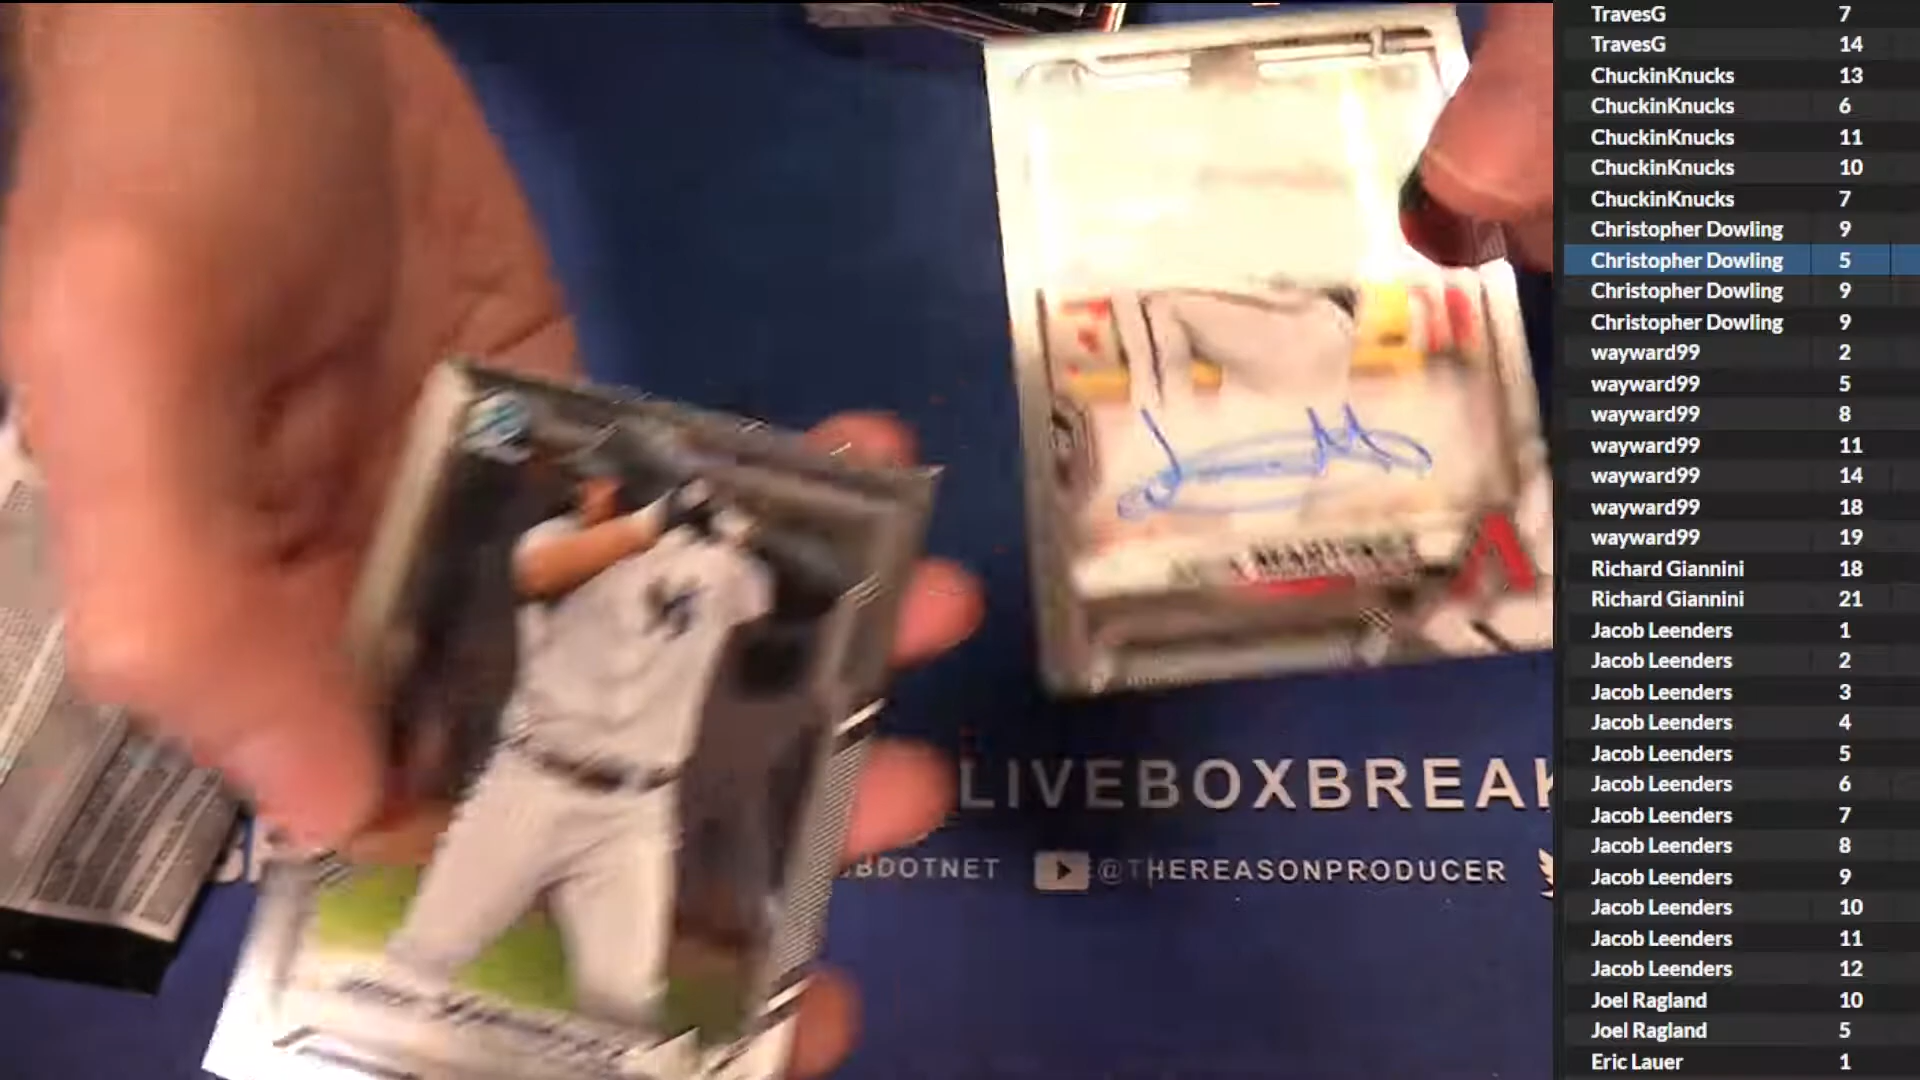 TravesG 7
TravesG 14
ChuckinKnucks 13
ChuckinKnucks 6
ChuckinKnucks 11
ChuckinKnucks 10
ChuckinKnucks 7
Christopher Dowling 9
Christopher Dowling 5
Christopher Dowling 9
Christopher Dowling 9
wayward99 2
wayward99 5
wayward99 8
wayward99 11
wayward99 14
wayward99 18
wayward99 19
Richard Giannini 18
Richard Giannini 21
Jacob Leenders 1
Jacob Leenders 2
Jacob Leenders 3
Jacob Leenders 4
Jacob Leenders 5
Jacob Leenders 6
Jacob Leenders 7
Jacob Leenders 8
Jacob Leenders 9
Jacob Leenders 10
Jacob Leenders 11
Jacob Leenders 12
Joel Ragland 10
Joel Ragland 5
Eric Lauer 1
LIVEBOXBREAK
BDOTNET @THEREASONPRODUCER